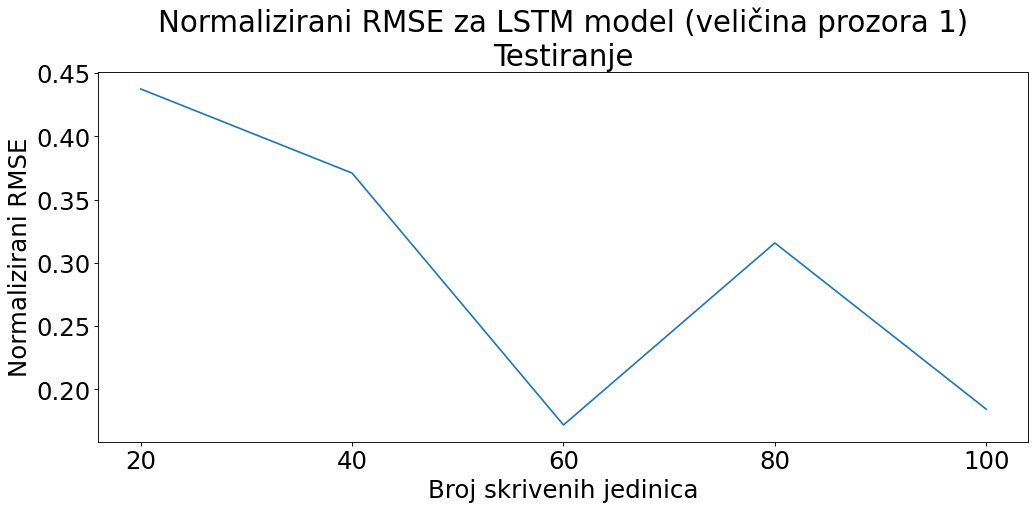 Normalizirani RMSE za LSTM model (veličina prozora 1)
Testiranje
0.45
0.40
0.35
0.30
0.25
0.20
Normalizirani RMSE
20 40 60 80 100
Broj skrivenih jedinica